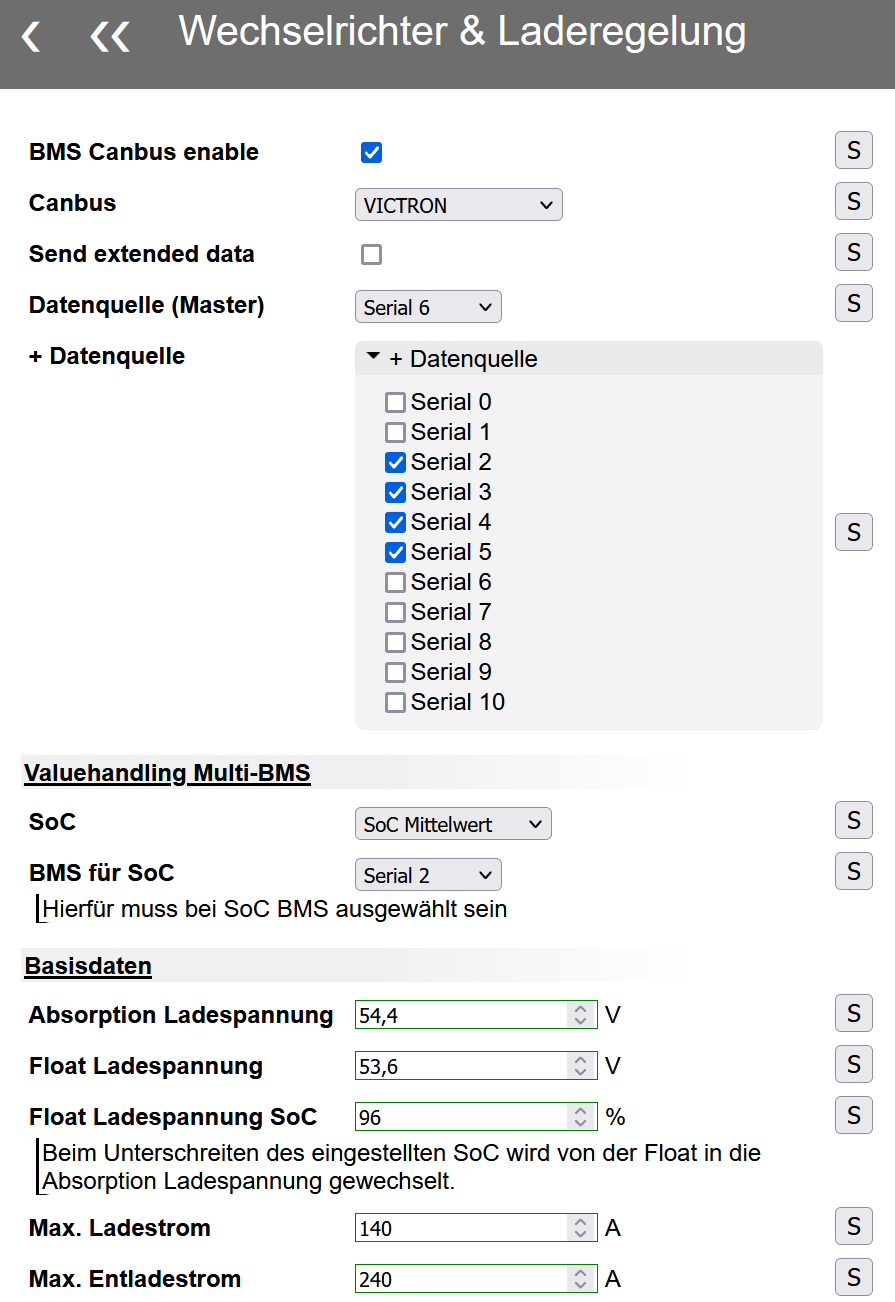 Wechselrichter & Laderegelung
BMS Canbus enable S
Canbus VICTRON S
Send extended data S
Datenquelle (Master) Serial 6 S
+ Datenquelle + Datenquelle
Serial 0
Serial 1
Serial 2
Serial 3
Serial 4
S
Serial 5
Serial 6
Serial 7
Serial 8
Serial 9
Serial 10
Valuehandling Multi-BMS
SoC SoC Mittelwert S
BMS für SoC Serial 2 S
Hierfür muss bei SoC BMS ausgewählt sein
Basisdaten
Absorption Ladespannung 54,4 V S
Float Ladespannung 53,6 V S
Float Ladespannung SoC 96 % S
Beim Unterschreiten des eingestellten SoC wird von der Float in die
Absorption Ladespannung gewechselt.
Max. Ladestrom 140 A S
Max. Entladestrom 240 A S